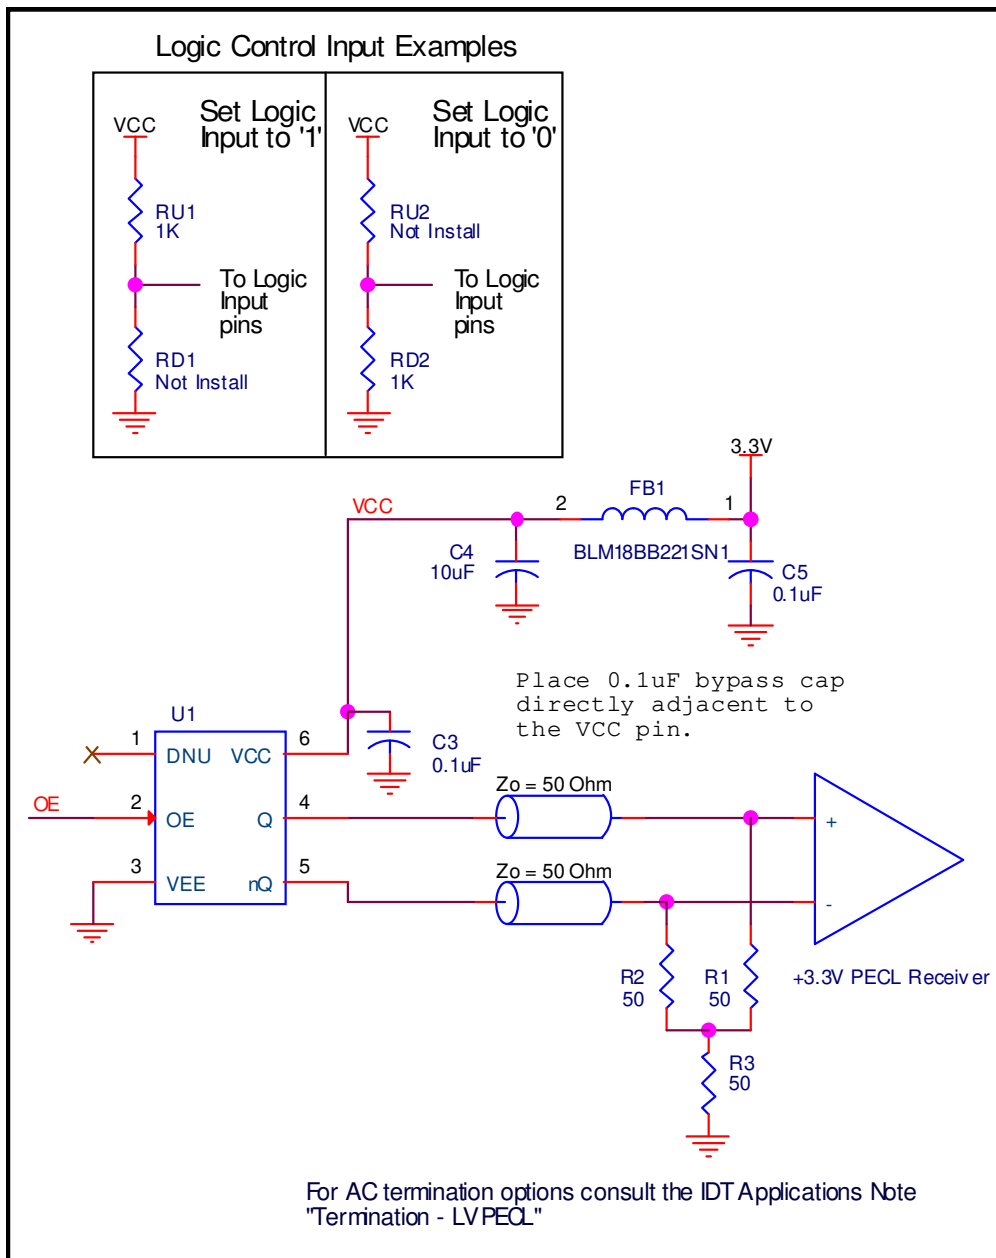 Logic Control Input Examples
Set Logic
Input to '1'
VCC
RU1
1K
To Logic
Input
pins
RD1
Not Install
Set Logic
Input to '0'
VCC
RU2
Not Install
To Logic
Input
pins
RD2
1K
3.3V
VCC
2
FB1
1
BLM18BB221SN1
C4
10uF
C5
0.1uF
Place 0.1uF bypass cap
directly adjacent to
the VCC pin.
U1
1
DNU
VCC
6
C3
0.1uF
OE
2
OE
Q
4
Zo = 50 Ohm
+
3
VEE
nQ
5
Zo = 50 Ohm
-
R2
50
R1
50
+3.3V PECL Receiver
R3
50
For AC termination options consult the IDT Applications Note
"Termination - LVPECL"